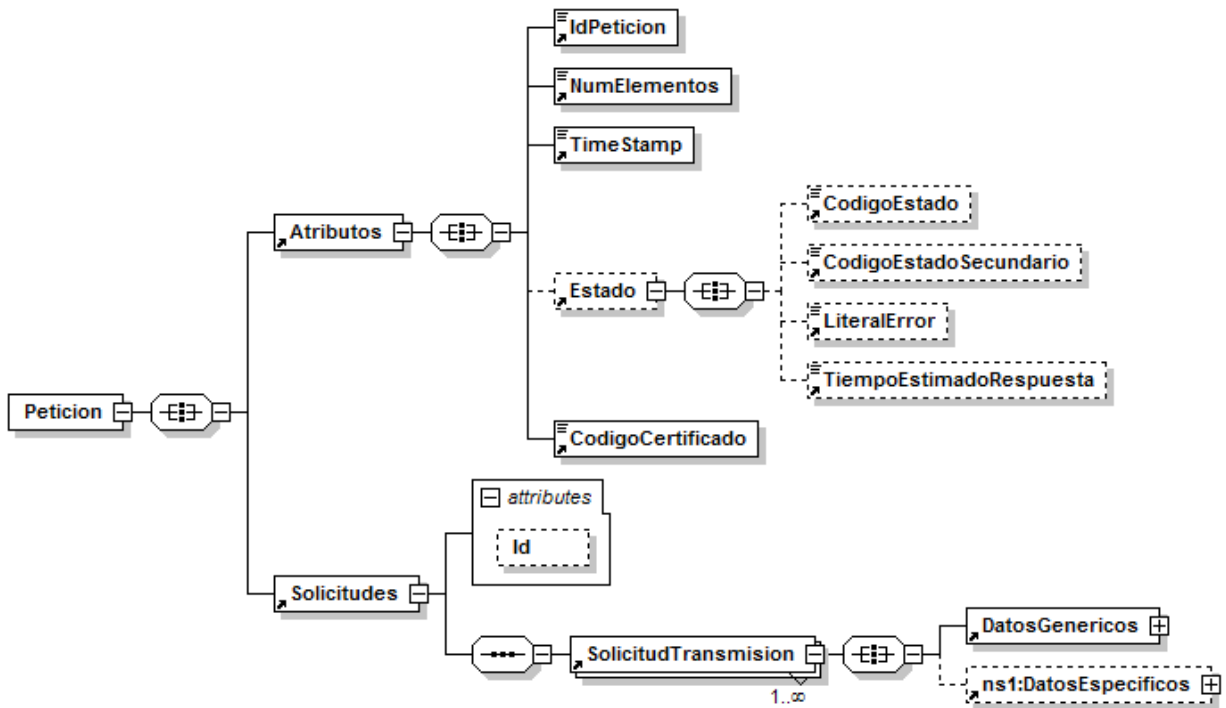 IdPeticion
NumElementos
TimeStamp
CodigoEstado
Atributos
CodigoEstadoSecundario
Estado
LiteralError
TiempoEstimadoRespuesta
Peticion
CodigoCertificado
attributes
Id
Solicitudes
DatosGenericos
SolicitudTransmision
ns1:DatosEspecificos
1..∞